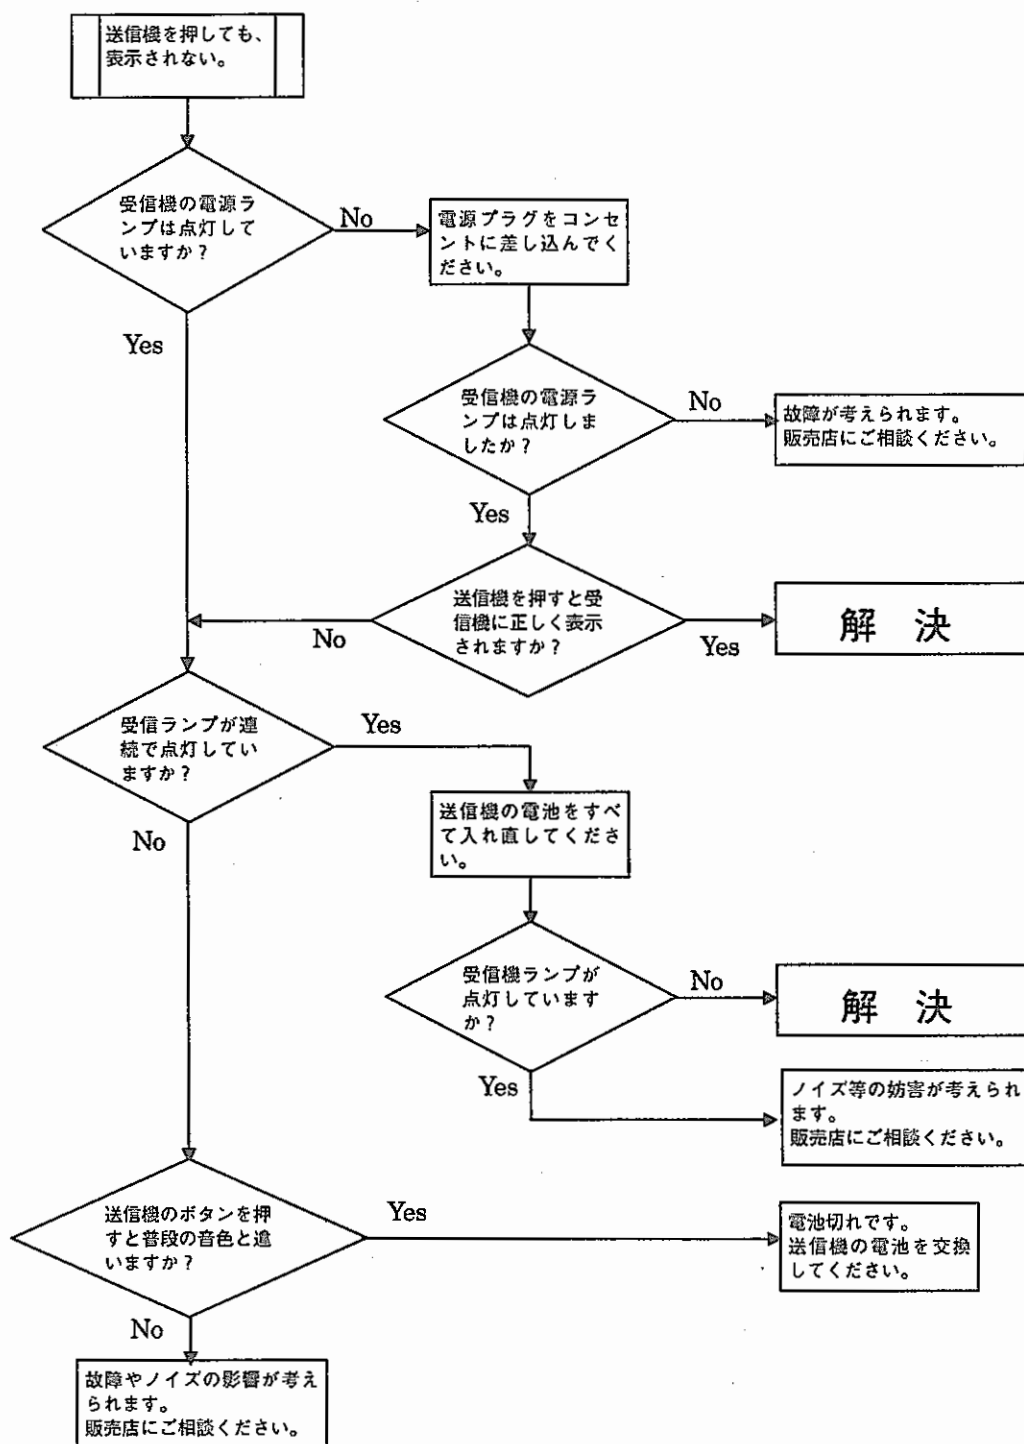 送信機を押しても、
表示されない。
受信機の電源ラ
ンプは点灯して
いますか？
No
電源プラグをコンセ
ントに差し込んでく
ださい。
Yes
受信機の電源ラ
ンプは点灯しま
したか？
No
故障が考えられます。
販売店にご相談ください。
Yes
送信機を押すと受
信機に正しく表示
されますか？
No
Yes
解　決
受信ランプが連
続で点灯してい
ますか？
Yes
送信機の電池をすべ
て入れ直してくださ
い。
No
受信機ランプが
点灯しています
か？
No
解　決
Yes
ノイズ等の妨害が考えられ
ます。
販売店にご相談ください。
送信機のボタンを押
すと普段の音色と違
いますか？
Yes
電池切れです。
送信機の電池を交換
してください。
No
故障やノイズの影響が考え
られます。
販売店にご相談ください。